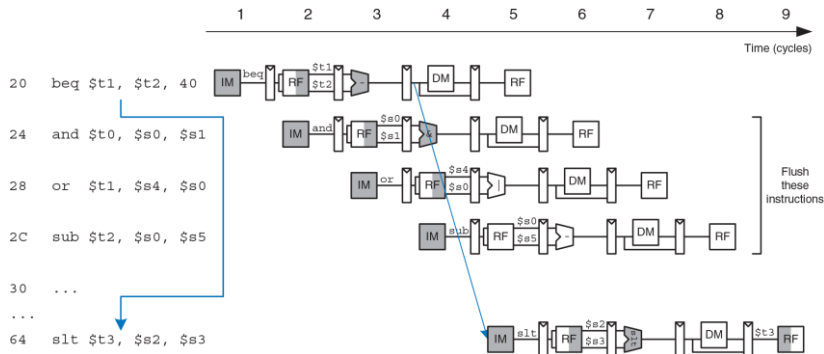 1 2 3 4 5 6 7 8 9
Time (cycles)
20 beq $t1, $t2, 40
IM beq RF $t1 $t2 - DM RF
24 and $t0, $s0, $s1
IM and RF $s0 $s1 & DM RF
28 or $t1, $s4, $s0
IM or RF $s4 $s0 | DM RF
2C sub $t2, $s0, $s5
IM sub RF $s0 $s5 - DM RF
Flush
these
instructions
30 ...
...
64 slt $t3, $s2, $s3
IM slt RF $s2 $s3 slt DM $t3 RF